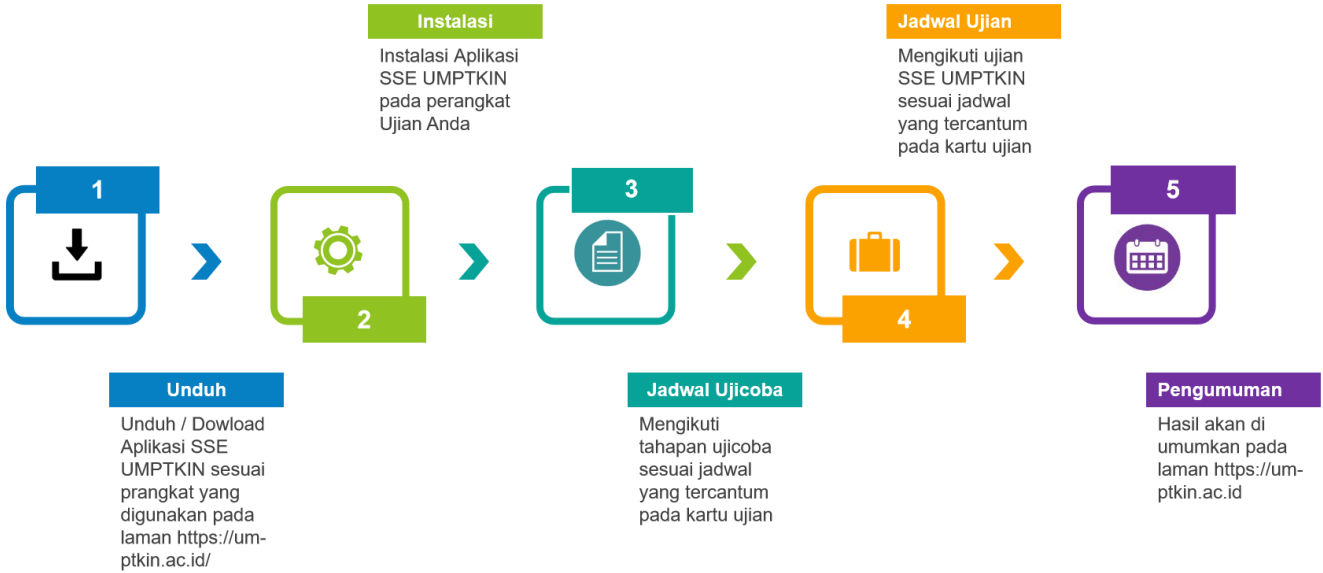 1
Unduh
Unduh / Dowload
Aplikasi SSE
UMPTKIN sesuai
prangkat yang
digunakan pada
laman https://um-
ptkin.ac.id/
Instalasi
Instalasi Aplikasi
SSE UMPTKIN
pada perangkat
Ujian Anda
2
3
Jadwal Ujicoba
Mengikuti
tahapan ujicoba
sesuai jadwal
yang tercantum
pada kartu ujian
Jadwal Ujian
Mengikuti ujian
SSE UMPTKIN
sesuai jadwal
yang tercantum
pada kartu ujian
4
5
Pengumuman
Hasil akan di
umumkan pada
laman https://um-
ptkin.ac.id